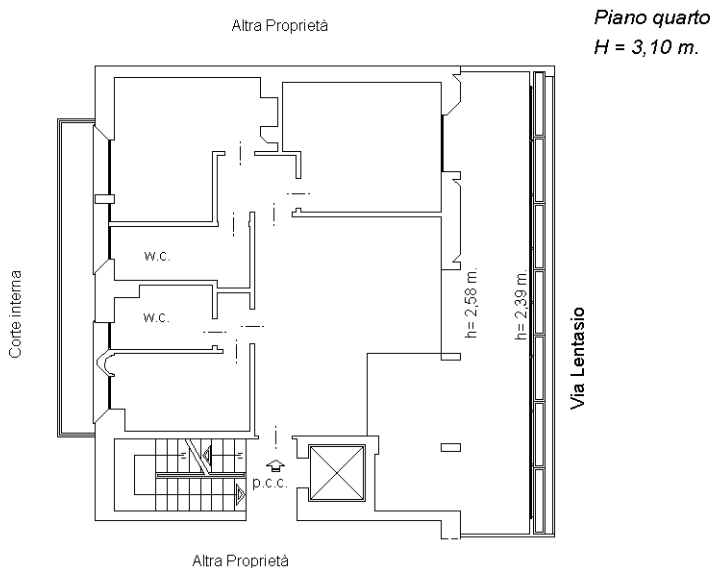 Piano quarto
H = 3,10 m.
Altra Proprietà
w.c.
w.c.
Corte interna
h= 2,58 m.
h= 2,39 m.
Via Lentasio
p.c.c.
Altra Proprietà